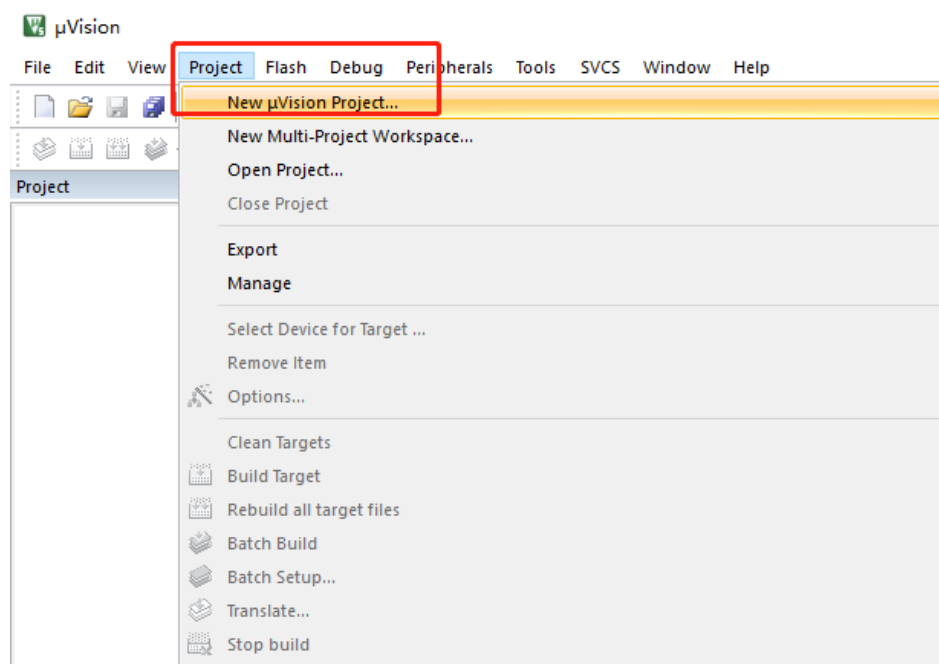 µVision
File Edit View Project Flash Debug Peripherals Tools SVCS Window Help
New µVision Project...
New Multi-Project Workspace...
Open Project...
Project
Close Project
Export
Manage
Select Device for Target ...
Remove Item
Options...
Clean Targets
Build Target
Rebuild all target files
Batch Build
Batch Setup...
Translate...
Stop build